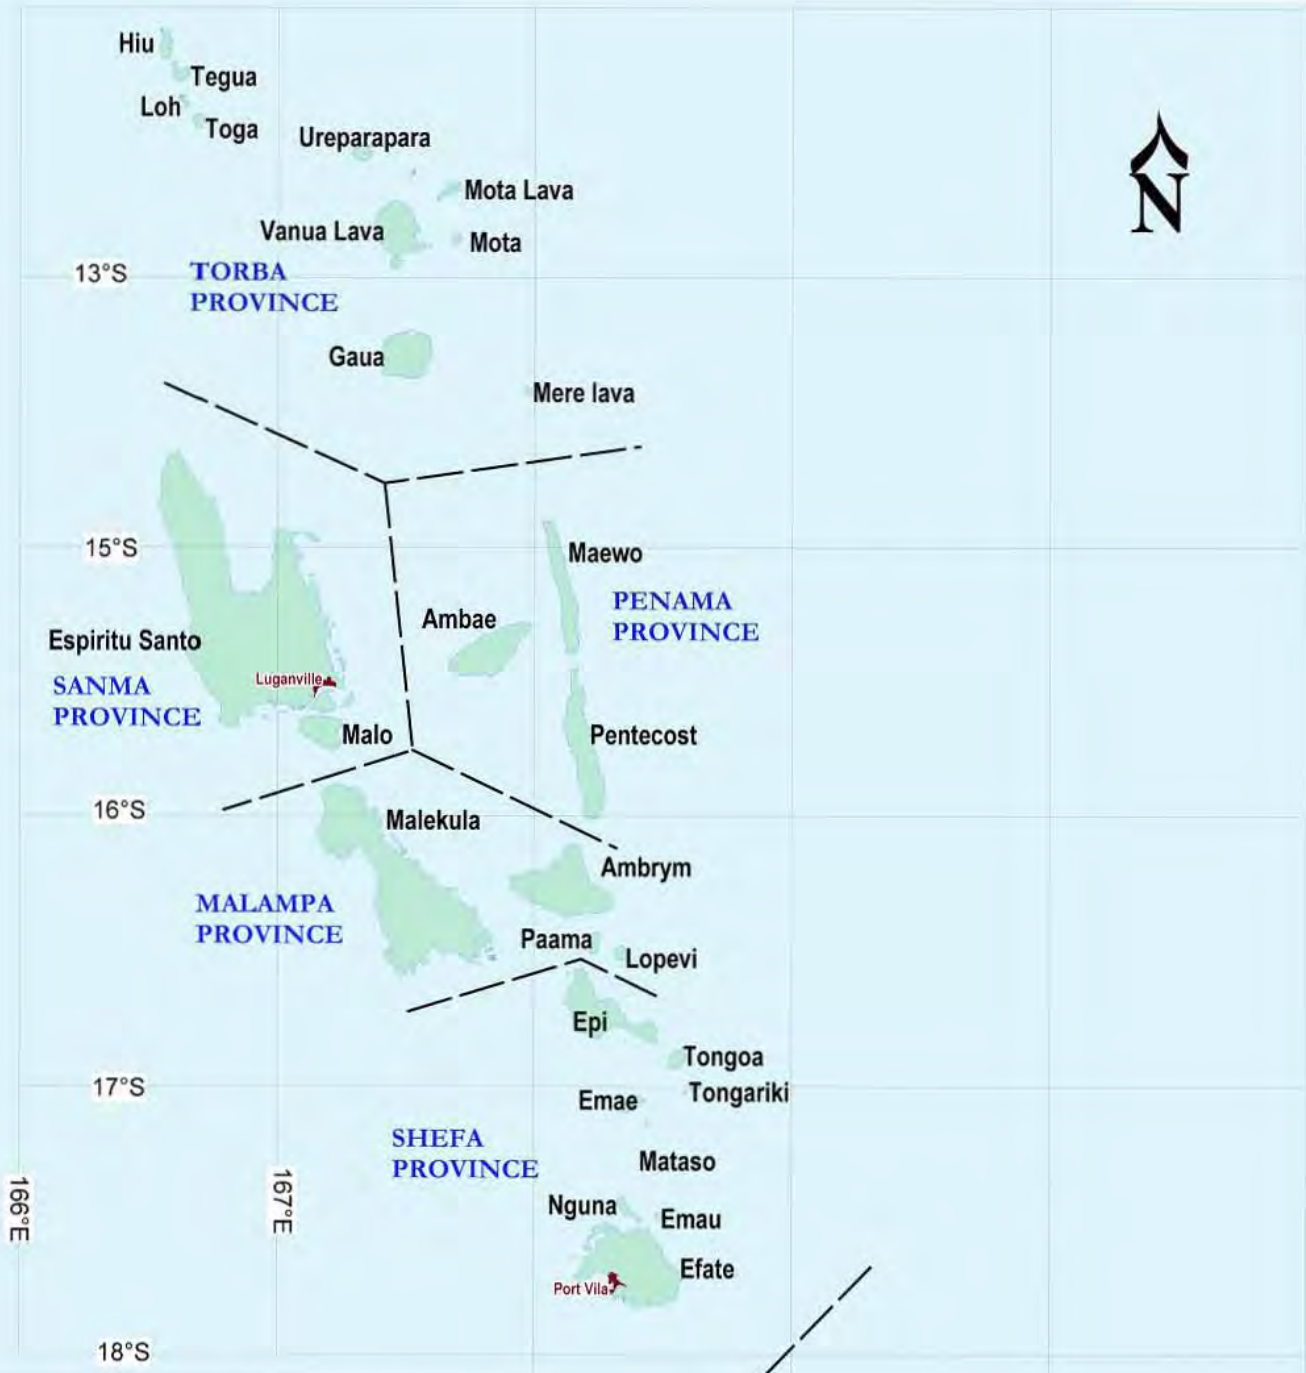 Hiu
Tegua
Loh
Toga
Ureparapara
Mota Lava
Vanua Lava
Mota
N
13°S
TORBA
PROVINCE
Gaua
Mere lava
15°S
Maewo
PENAMA
PROVINCE
Ambae
Espiritu Santo
SANMA
PROVINCE
Luganville
Malo
Pentecost
16°S
Malekula
Ambrym
MALAMPA
PROVINCE
Paama
Lopevi
Epi
Tongoa
17°S
Tongariki
Emae
SHEFA
PROVINCE
Mataso
166°E
167°E
Nguna
Emau
Efate
Port Vila
18°S